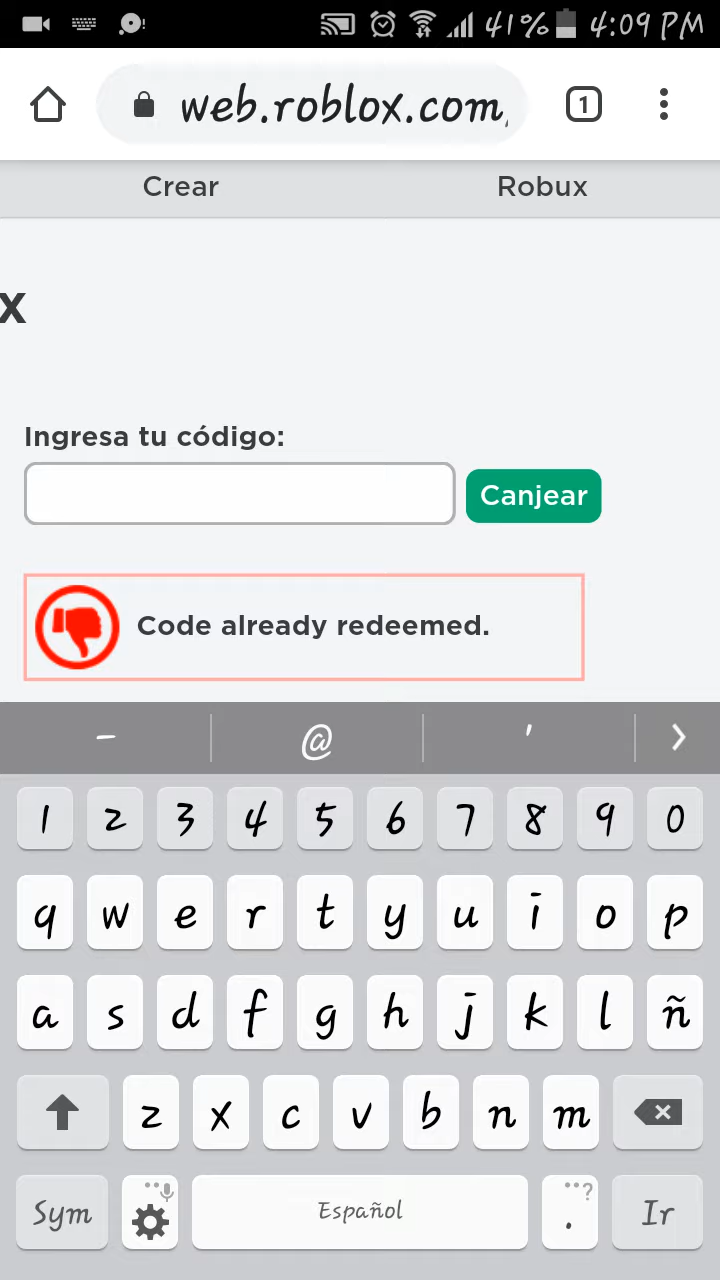 41% 4:09 PM
web.roblox.com,
1
Crear Robux
x
Ingresa tu código:
Canjear
Code already redeemed.
- @ '
1 2 3 4 5 6 7 8 9 0
q w e r t y u i o p
a s d f g h j k l ñ
z x c v b n m
Sym Español . ? Ir